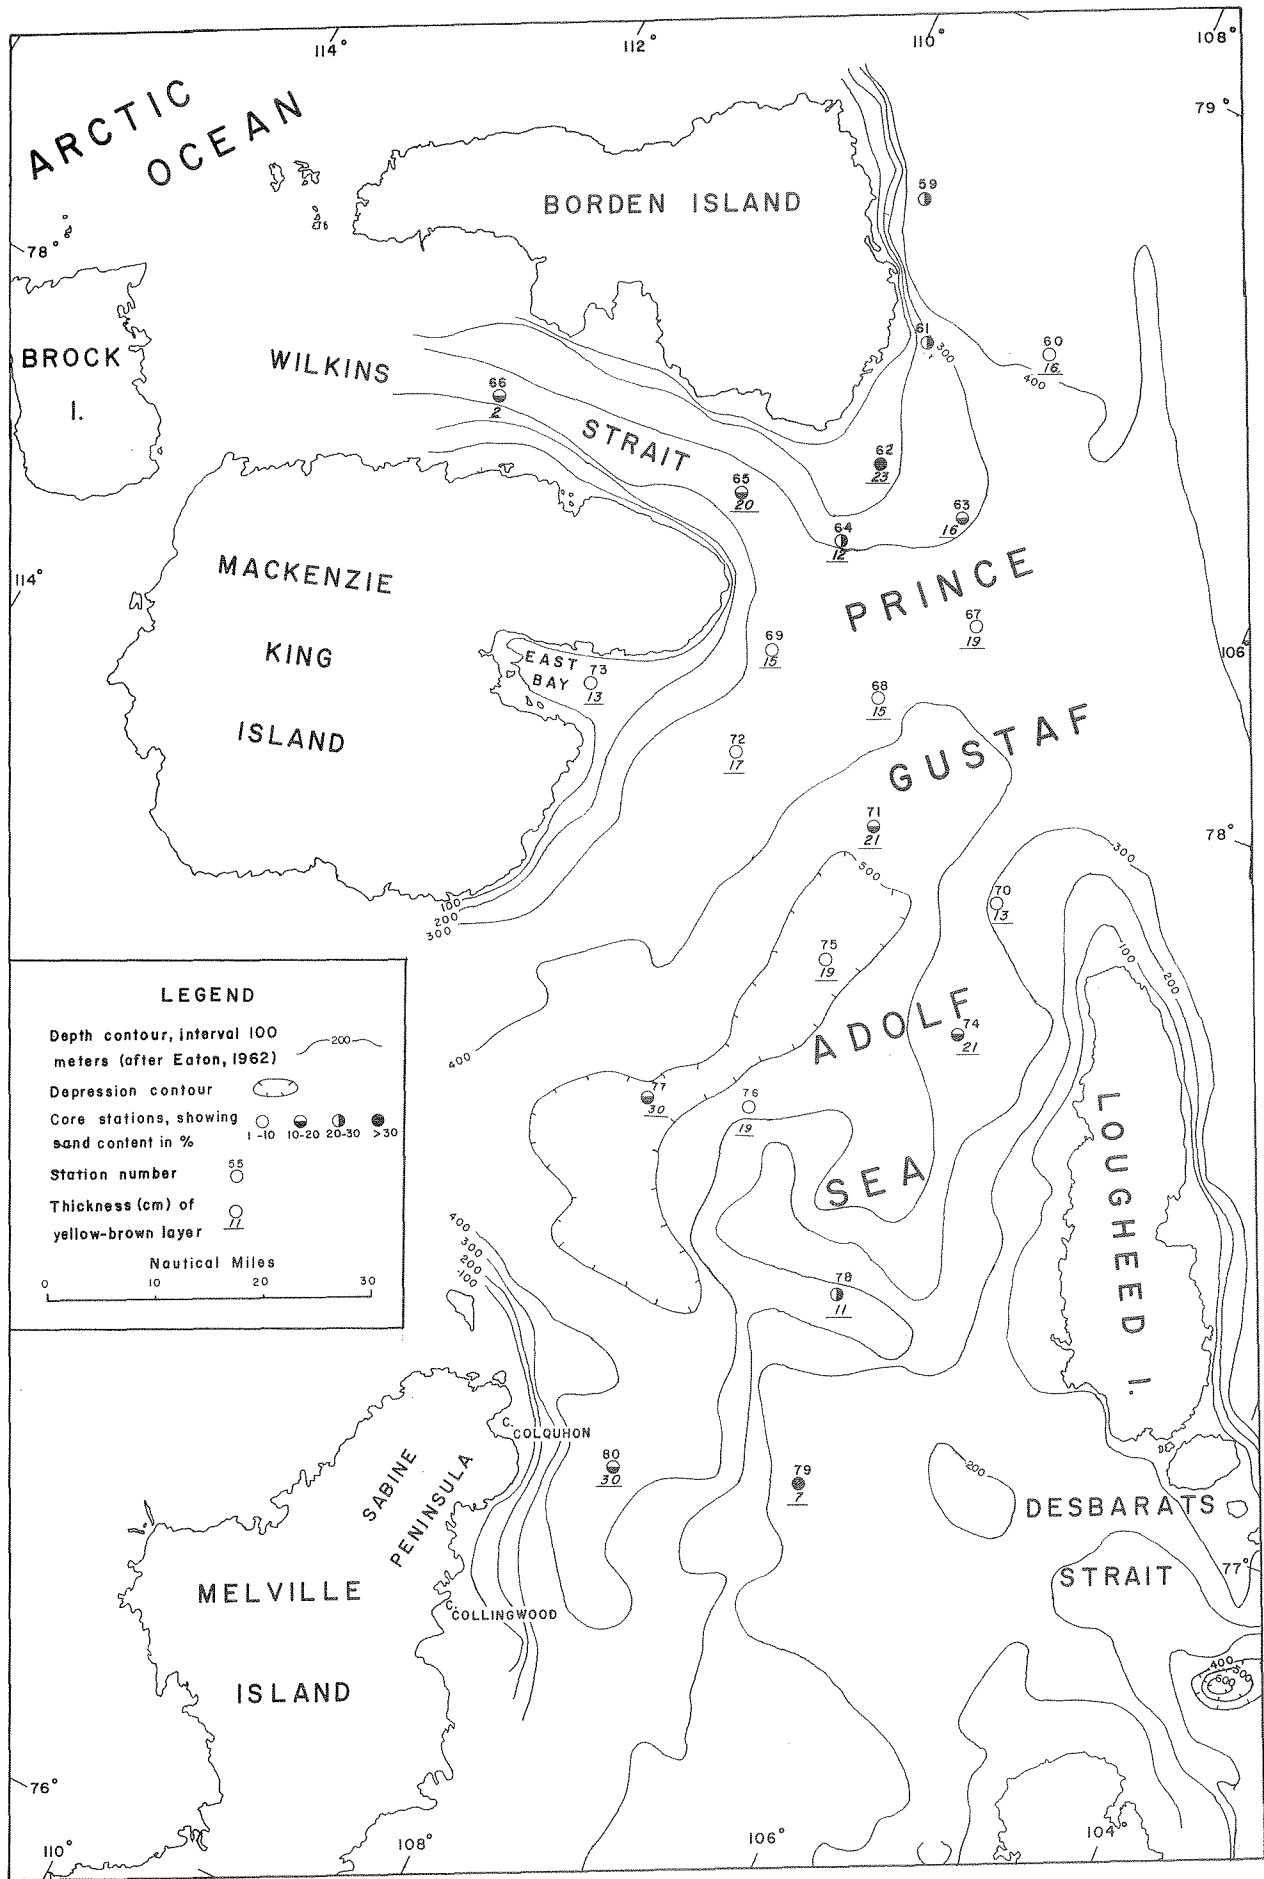 114°
112°
110°
108°
ARCTIC
OCEAN
79°
BORDEN ISLAND
59
78°
BROCK
I.
WILKINS
STRAIT
61
300
60
16
400
66
2
62
23
65
20
63
16
64
12
114°
MACKENZIE
KING
ISLAND
PRINCE
67
19
69
15
106°
EAST
BAY
73
13
68
15
GUSTAF
72
17
71
21
78°
300
500
70
13
100
200
300
100
200
75
19
ADOLF
74
21
400
77
30
76
19
LOUGHEED I.
SEA
LEGEND
Depth contour, interval 100
meters (after Eaton, 1962)
200
Depression contour
Core stations, showing
sand content in %
1-10 10-20 20-30 >30
Station number
55
Thickness (cm) of
yellow-brown layer
11
Nautical Miles
0 10 20 30
400
300
200
100
78
11
C.
COLQUHON
SABINE
PENINSULA
80
30
79
7
200
DESBARATS
STRAIT
77°
MELVILLE
ISLAND
C.
COLLINGWOOD
400
500
600
76°
110°
108°
106°
104°